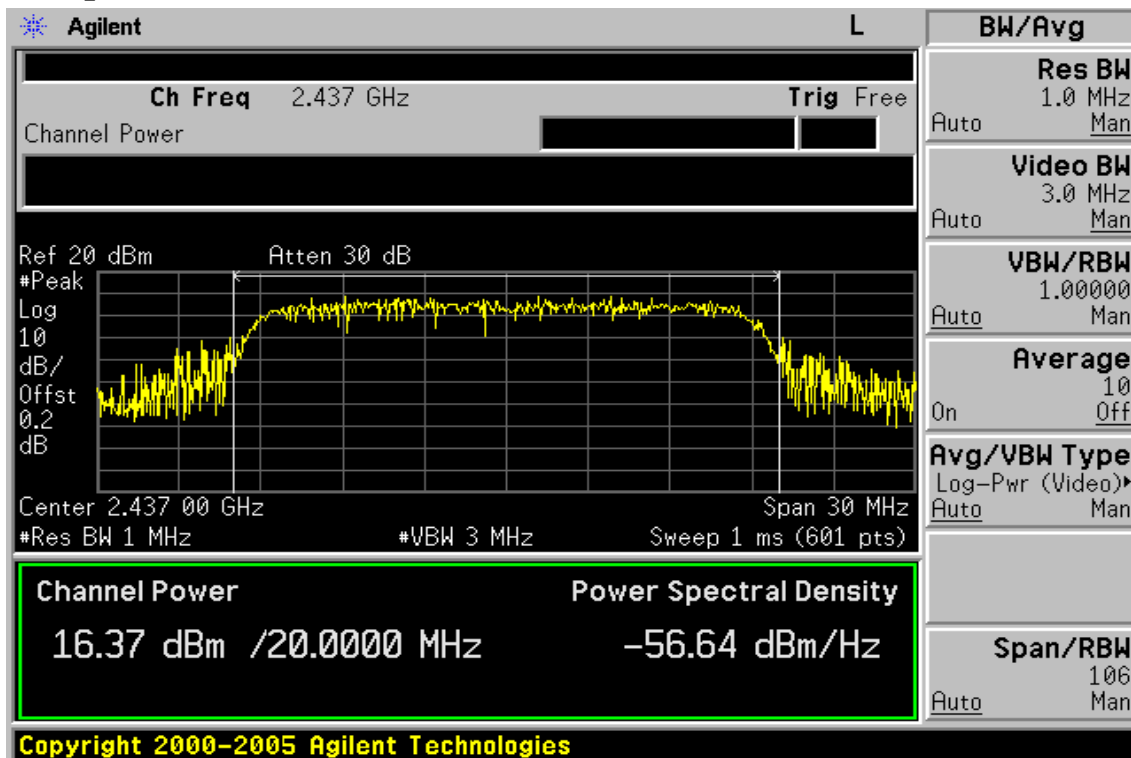 Agilent L
BW/Avg
Ch Freq 2.437 GHz Trig Free
Channel Power
Ref 20 dBm Atten 30 dB
#Peak
Log
10
dB/
Offst
0.2
dB
Center 2.437 00 GHz Span 30 MHz
#Res BW 1 MHz #VBW 3 MHz Sweep 1 ms (601 pts)
Channel Power Power Spectral Density
16.37 dBm /20.0000 MHz -56.64 dBm/Hz
Res BW
1.0 MHz
Auto Man
Video BW
3.0 MHz
Auto Man
VBW/RBW
1.00000
Auto Man
Average
10
On Off
Avg/VBW Type
Log-Pwr (Video)
Auto Man
Span/RBW
106
Auto Man
Copyright 2000-2005 Agilent Technologies